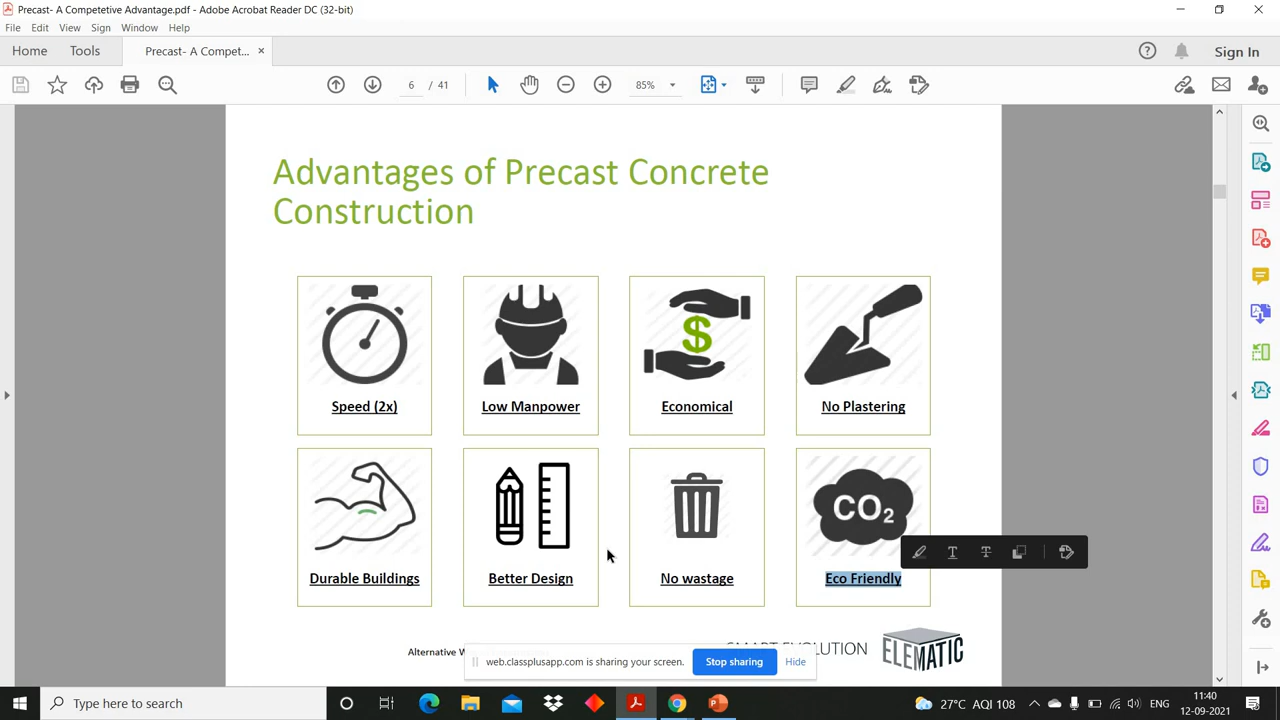 Precast- A Competetive Advantage.pdf - Adobe Acrobat Reader DC (32-bit)
File Edit View Sign Window Help
Home Tools Precast- A Compet... × Sign In
6 / 41 85%
Advantages of Precast Concrete
Construction
$
Speed (2x) Low Manpower Economical No Plastering
CO2
Durable Buildings Better Design No wastage Eco Friendly
Alternative
ELEMATIC
web.classplusapp.com is sharing your screen. Stop sharing Hide
Type here to search 27°C AQI 108 ENG 11:40
12-09-2021